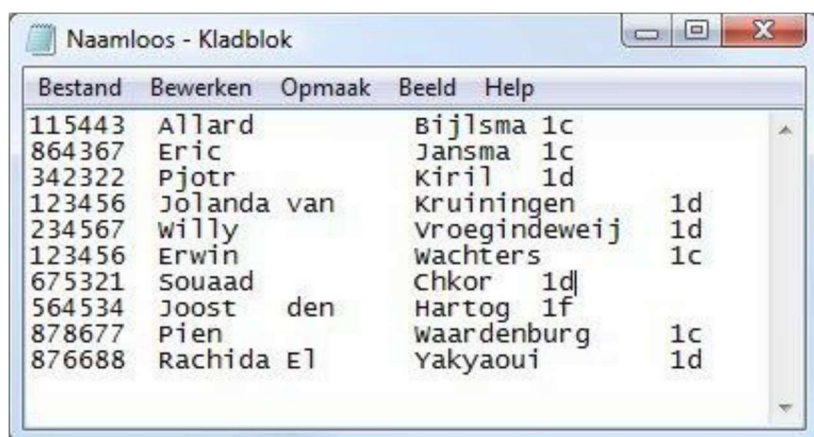 Naamloos - Kladblok
Bestand Bewerken Opmaak Beeld Help
115443 Allard Bijlsma 1c
864367 Eric Jansma 1c
342322 Pjotr Kiril 1d
123456 Jolanda van Kruiningen 1d
234567 Willy Vroegindeweij 1d
123456 Erwin Wachters 1c
675321 Souaad Chkor 1d
564534 Joost den Hartog 1f
878677 Pien Waardenburg 1c
876688 Rachida El Yakyaoui 1d